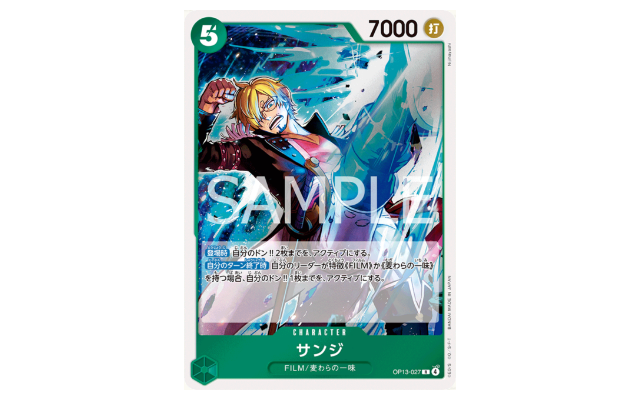 5
7000
打
SAMPLE
登場時 自分のドン!!2枚までを、アクティブにする。
自分のターン終了時 自分のリーダーが特徴《FILM》か《麦わらの一味》
を持つ場合、自分のドン!!1枚までを、アクティブにする。
CHARACTER
サンジ
FILM/麦わらの一味
OP13-027 R
BANDAI MADE IN JAPAN